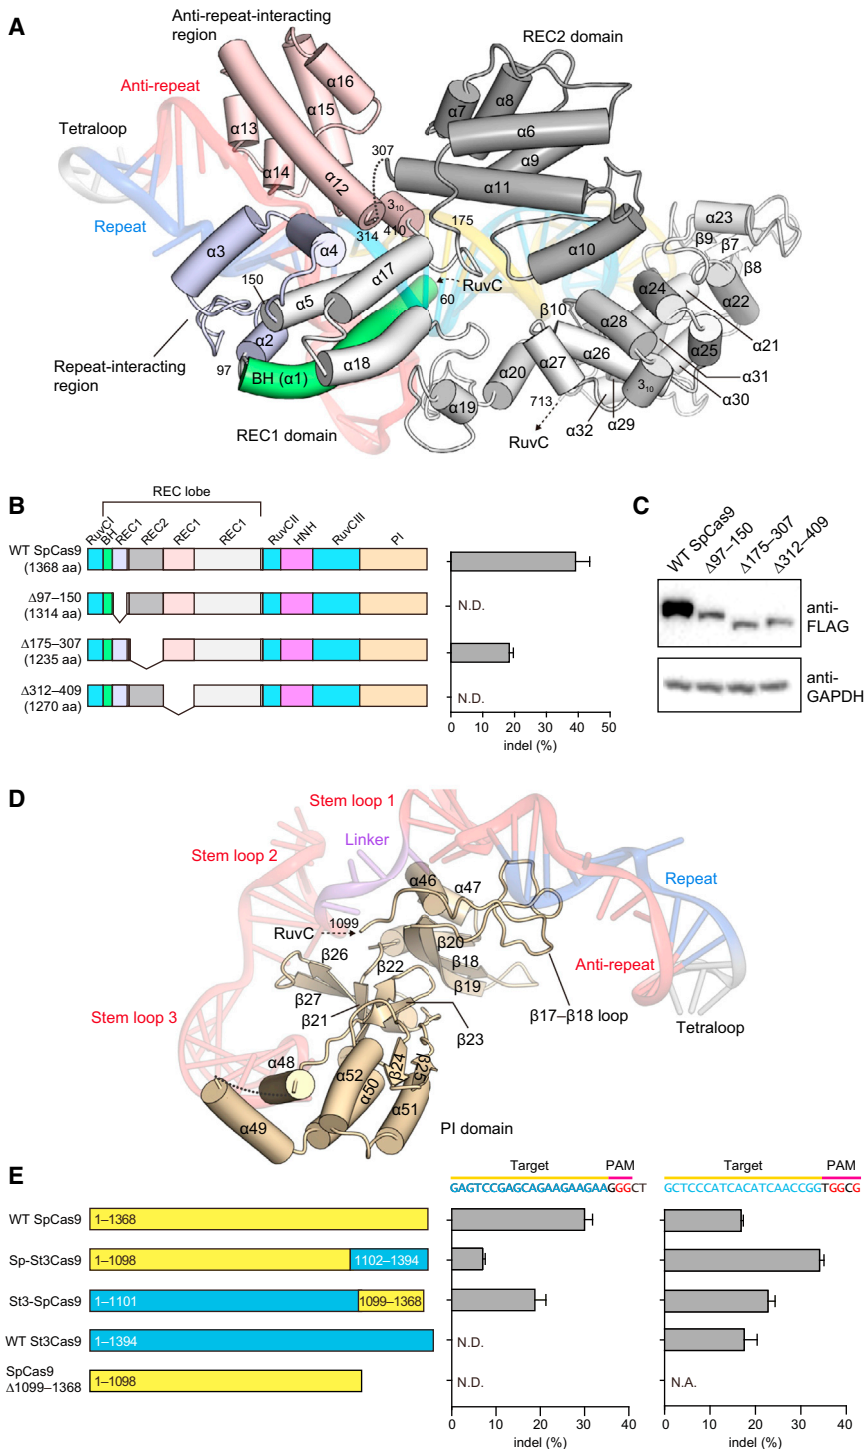 A
Anti-repeat-interacting
region
REC2 domain
Anti-repeat
Tetraloop
Repeat
α16
α15
α13
α14
α12
α8
α7
α6
α9
α11
307
3₁₀
314
410
175
α3
α4
α17
α10
α23
β9
β7
β8
150
α5
RuvC
60
α24
α22
β10
α2
α28
α21
Repeat-interacting
region
97
BH (α1)
α18
α20
α27
α26
α25
α31
3₁₀
α30
α19
713
α29
α32
REC1 domain
RuvC
B
REC lobe
RuvCI
BH
REC1
REC2
REC1
REC1
RuvCII
HNH
RuvCIII
PI
WT SpCas9
(1368 aa)
Δ97–150
(1314 aa)
N.D.
Δ175–307
(1235 aa)
Δ312–409
(1270 aa)
N.D.
0 10 20 30 40 50
indel (%)
C
WT SpCas9
Δ97–150
Δ175–307
Δ312–409
anti-
FLAG
anti-
GAPDH
D
Stem loop 1
Linker
Stem loop 2
Repeat
α46
α47
1099
RuvC
β26
β20
β22
β18
Anti-repeat
β19
β27
β21
β17–β18 loop
Stem loop 3
β23
Tetraloop
α48
α52
β24
β25
α50
α51
α49
PI domain
E
Target PAM
GAGTCCGAGCAGAAGAAGAAGGGCT
Target PAM
GCTCCCATCACATCAACCGGTGGCG
WT SpCas9 1–1368
Sp-St3Cas9 1–1098 1102–1394
St3-SpCas9 1–1101 1099–1368
WT St3Cas9 1–1394 N.D.
SpCas9
Δ1099–1368 1–1098 N.D. N.A.
0 10 20 30 40
indel (%)
0 10 20 30 40
indel (%)